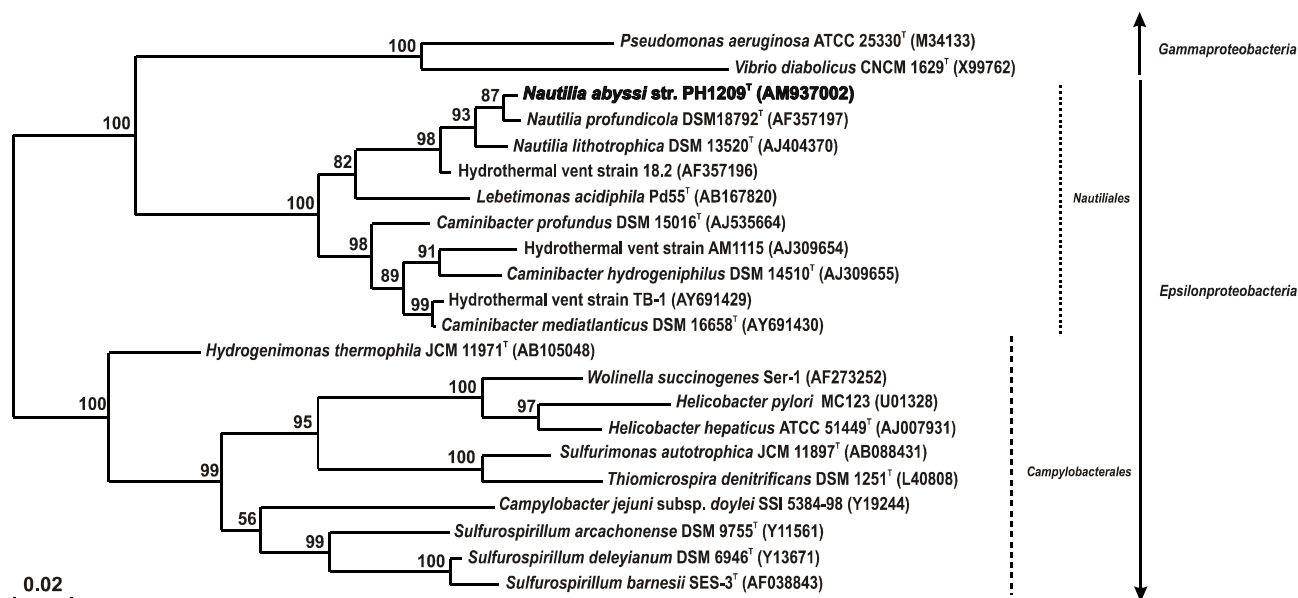 100
Pseudomonas aeruginosa ATCC 25330ᵀ (M34133)
Gammaproteobacteria
Vibrio diabolicus CNCM 1629ᵀ (X99762)
87
Nautilia abyssi str. PH1209ᵀ (AM937002)
93
Nautilia profundicola DSM18792ᵀ (AF357197)
100
98
Nautilia lithotrophica DSM 13520ᵀ (AJ404370)
82
Hydrothermal vent strain 18.2 (AF357196)
100
Lebetimonas acidiphila Pd55ᵀ (AB167820)
Nautiliales
Caminibacter profundus DSM 15016ᵀ (AJ535664)
98
91
Hydrothermal vent strain AM1115 (AJ309654)
89
Caminibacter hydrogeniphilus DSM 14510ᵀ (AJ309655)
Epsilonproteobacteria
99
Hydrothermal vent strain TB-1 (AY691429)
Caminibacter mediatlanticus DSM 16658ᵀ (AY691430)
Hydrogenimonas thermophila JCM 11971ᵀ (AB105048)
100
100
Wolinella succinogenes Ser-1 (AF273252)
97
Helicobacter pylori MC123 (U01328)
95
Helicobacter hepaticus ATCC 51449ᵀ (AJ007931)
99
100
Sulfurimonas autotrophica JCM 11897ᵀ (AB088431)
Thiomicrospira denitrificans DSM 1251ᵀ (L40808)
Campylobacterales
56
Campylobacter jejuni subsp. doylei SSI 5384-98 (Y19244)
99
Sulfurospirillum arcachonense DSM 9755ᵀ (Y11561)
100
Sulfurospirillum deleyianum DSM 6946ᵀ (Y13671)
Sulfurospirillum barnesii SES-3ᵀ (AF038843)
0.02